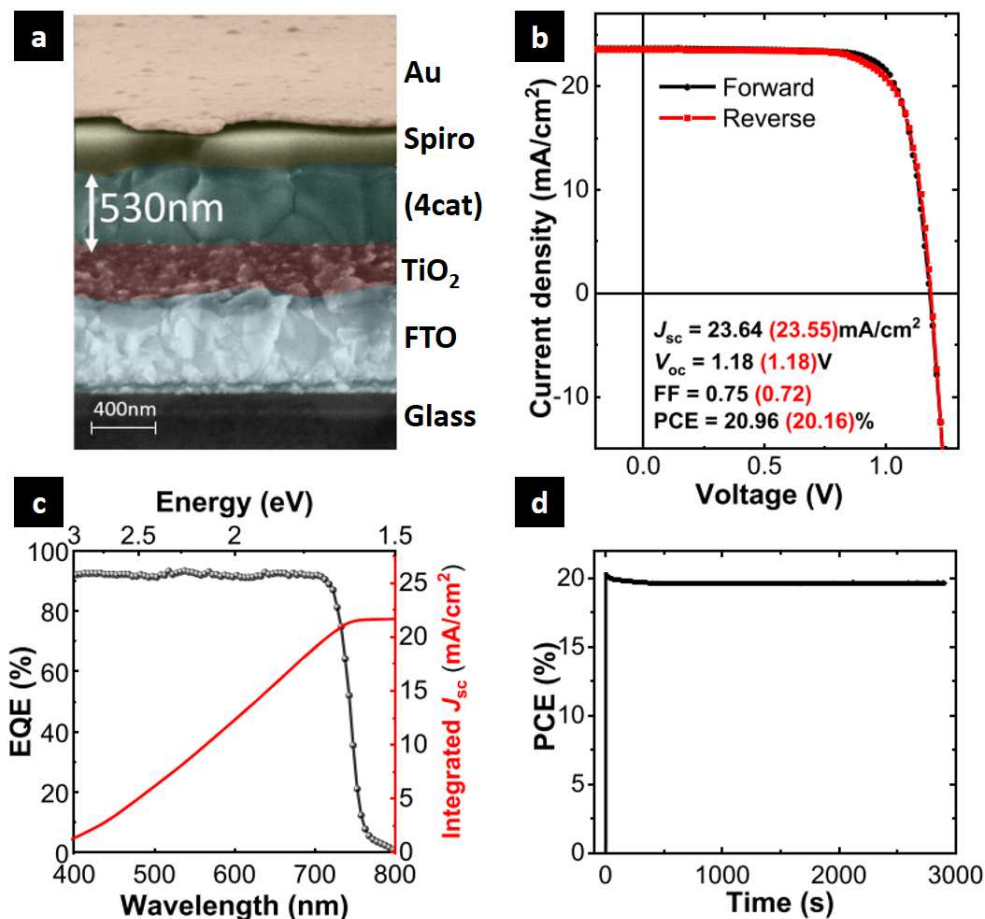 a
Au
Spiro
(4cat)
530nm
TiO₂
FTO
Glass
400nm
b
Current density (mA/cm²)
20
10
0
-10
Forward
Reverse
Jsc = 23.64 (23.55)mA/cm²
Voc = 1.18 (1.18)V
FF = 0.75 (0.72)
PCE = 20.96 (20.16)%
0.0 0.5 1.0
Voltage (V)
c
Energy (eV)
3 2.5 2 1.5
EQE (%)
100
80
60
40
20
0
25
20
15
10
5
0
Integrated Jsc (mA/cm²)
400 500 600 700 800
Wavelength (nm)
d
PCE (%)
20
15
10
5
0
0 1000 2000 3000
Time (s)